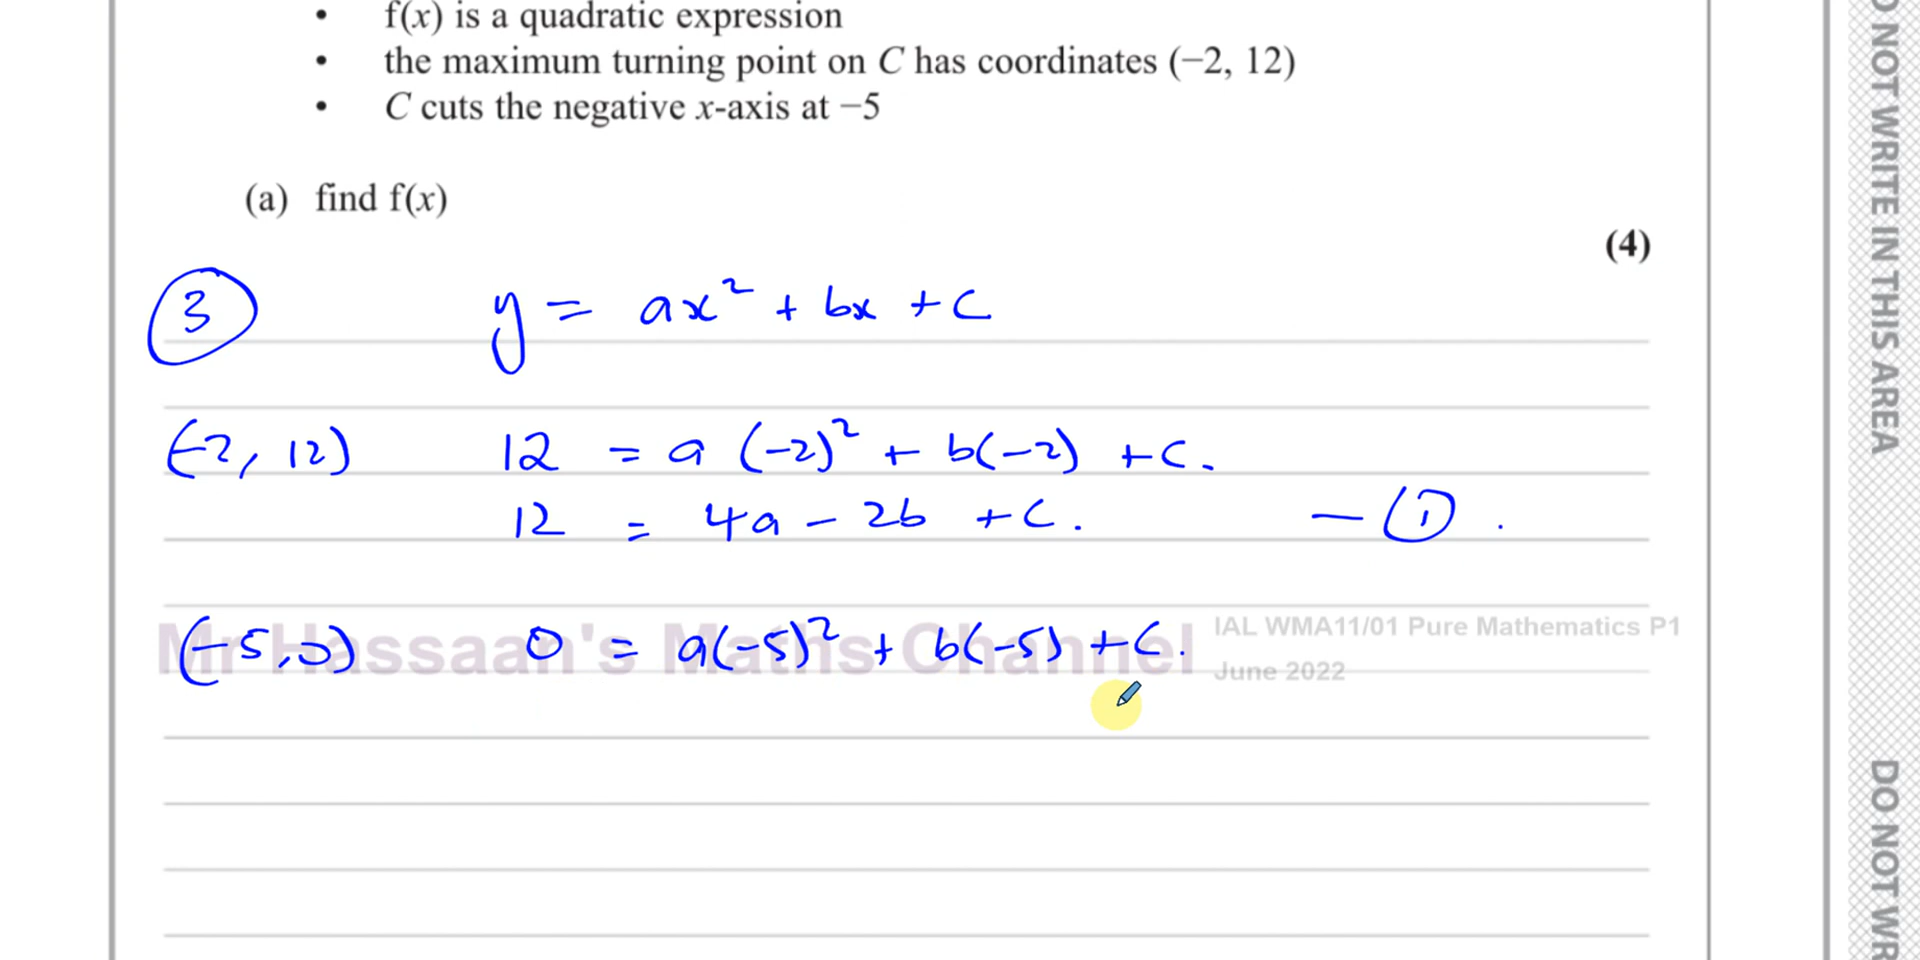 • f(x) is a quadratic expression
• the maximum turning point on C has coordinates (−2, 12)
• C cuts the negative x-axis at −5
(a) find f(x)
(4)
3 y = ax² + bx + c
(-2, 12) 12 = a (-2)² + b(-2) + c.
12 = 4a - 2b + c. - ① .
(-5, 0) 0 = a(-5)² + b(-5) + c.
Mr Hassaan's Maths Channel
IAL WMA11/01 Pure Mathematics P1
June 2022
O NOT WRITE IN THIS AREA
DO NOT WR